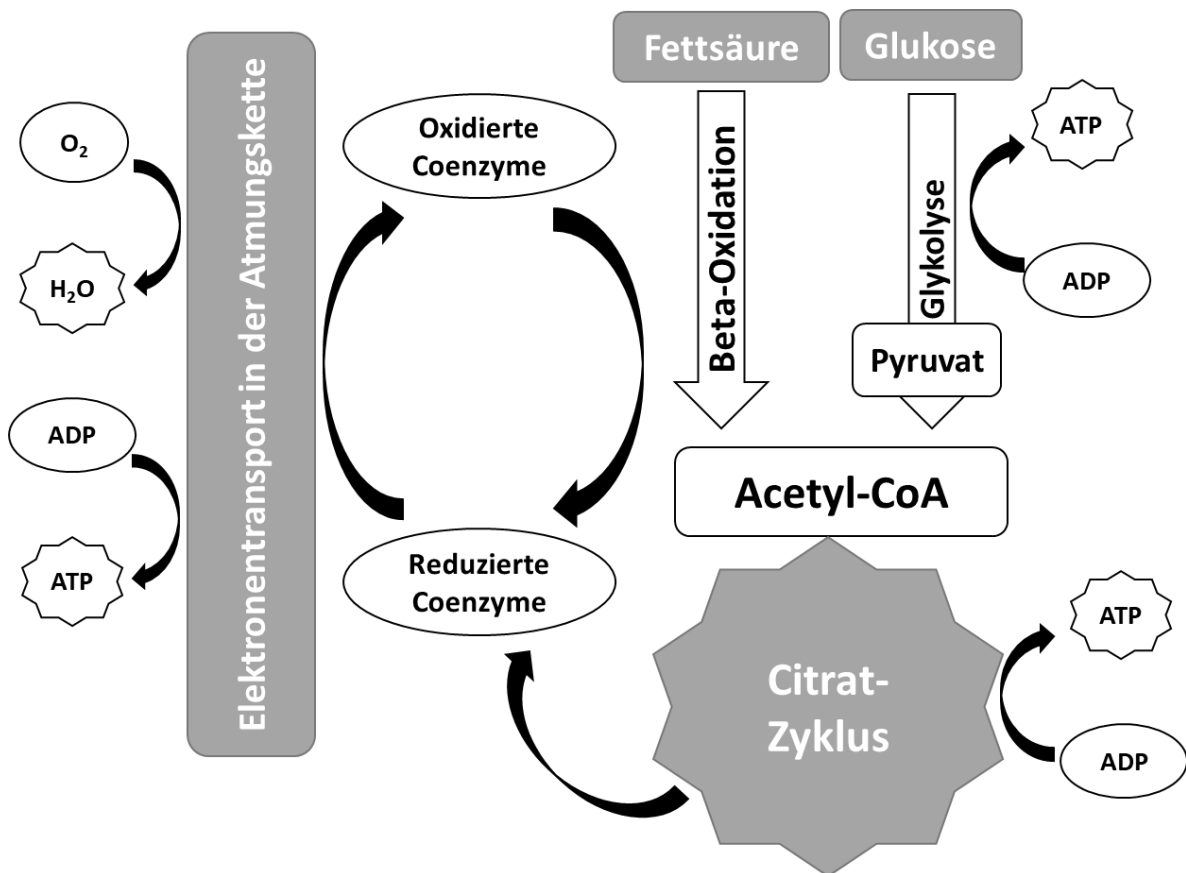 Elektronentransport in der Atmungskette
O₂
H₂O
ADP
ATP
Oxidierte
Coenzyme
Reduzierte
Coenzyme
Fettsäure
Glukose
Beta-Oxidation
Glykolyse
Pyruvat
ATP
ADP
Acetyl-CoA
Citrat-
Zyklus
ATP
ADP